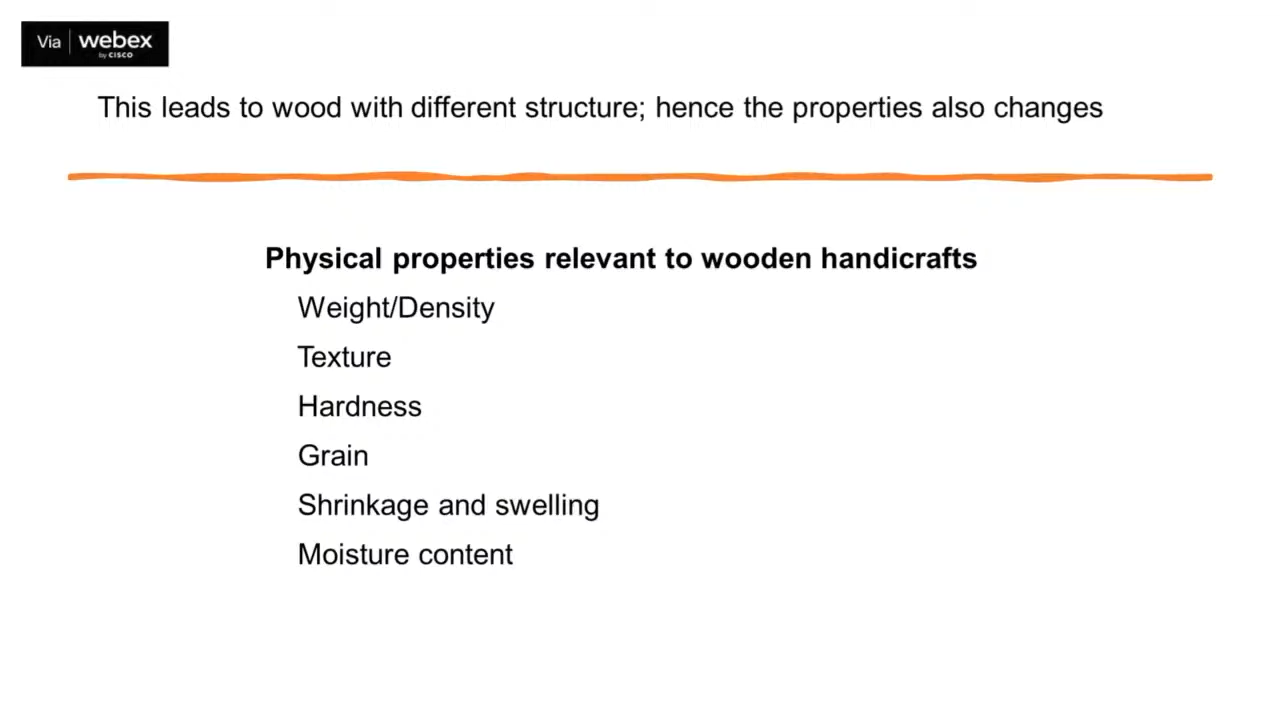 Via webex
by CISCO
This leads to wood with different structure; hence the properties also changes
Physical properties relevant to wooden handicrafts
Weight/Density
Texture
Hardness
Grain
Shrinkage and swelling
Moisture content